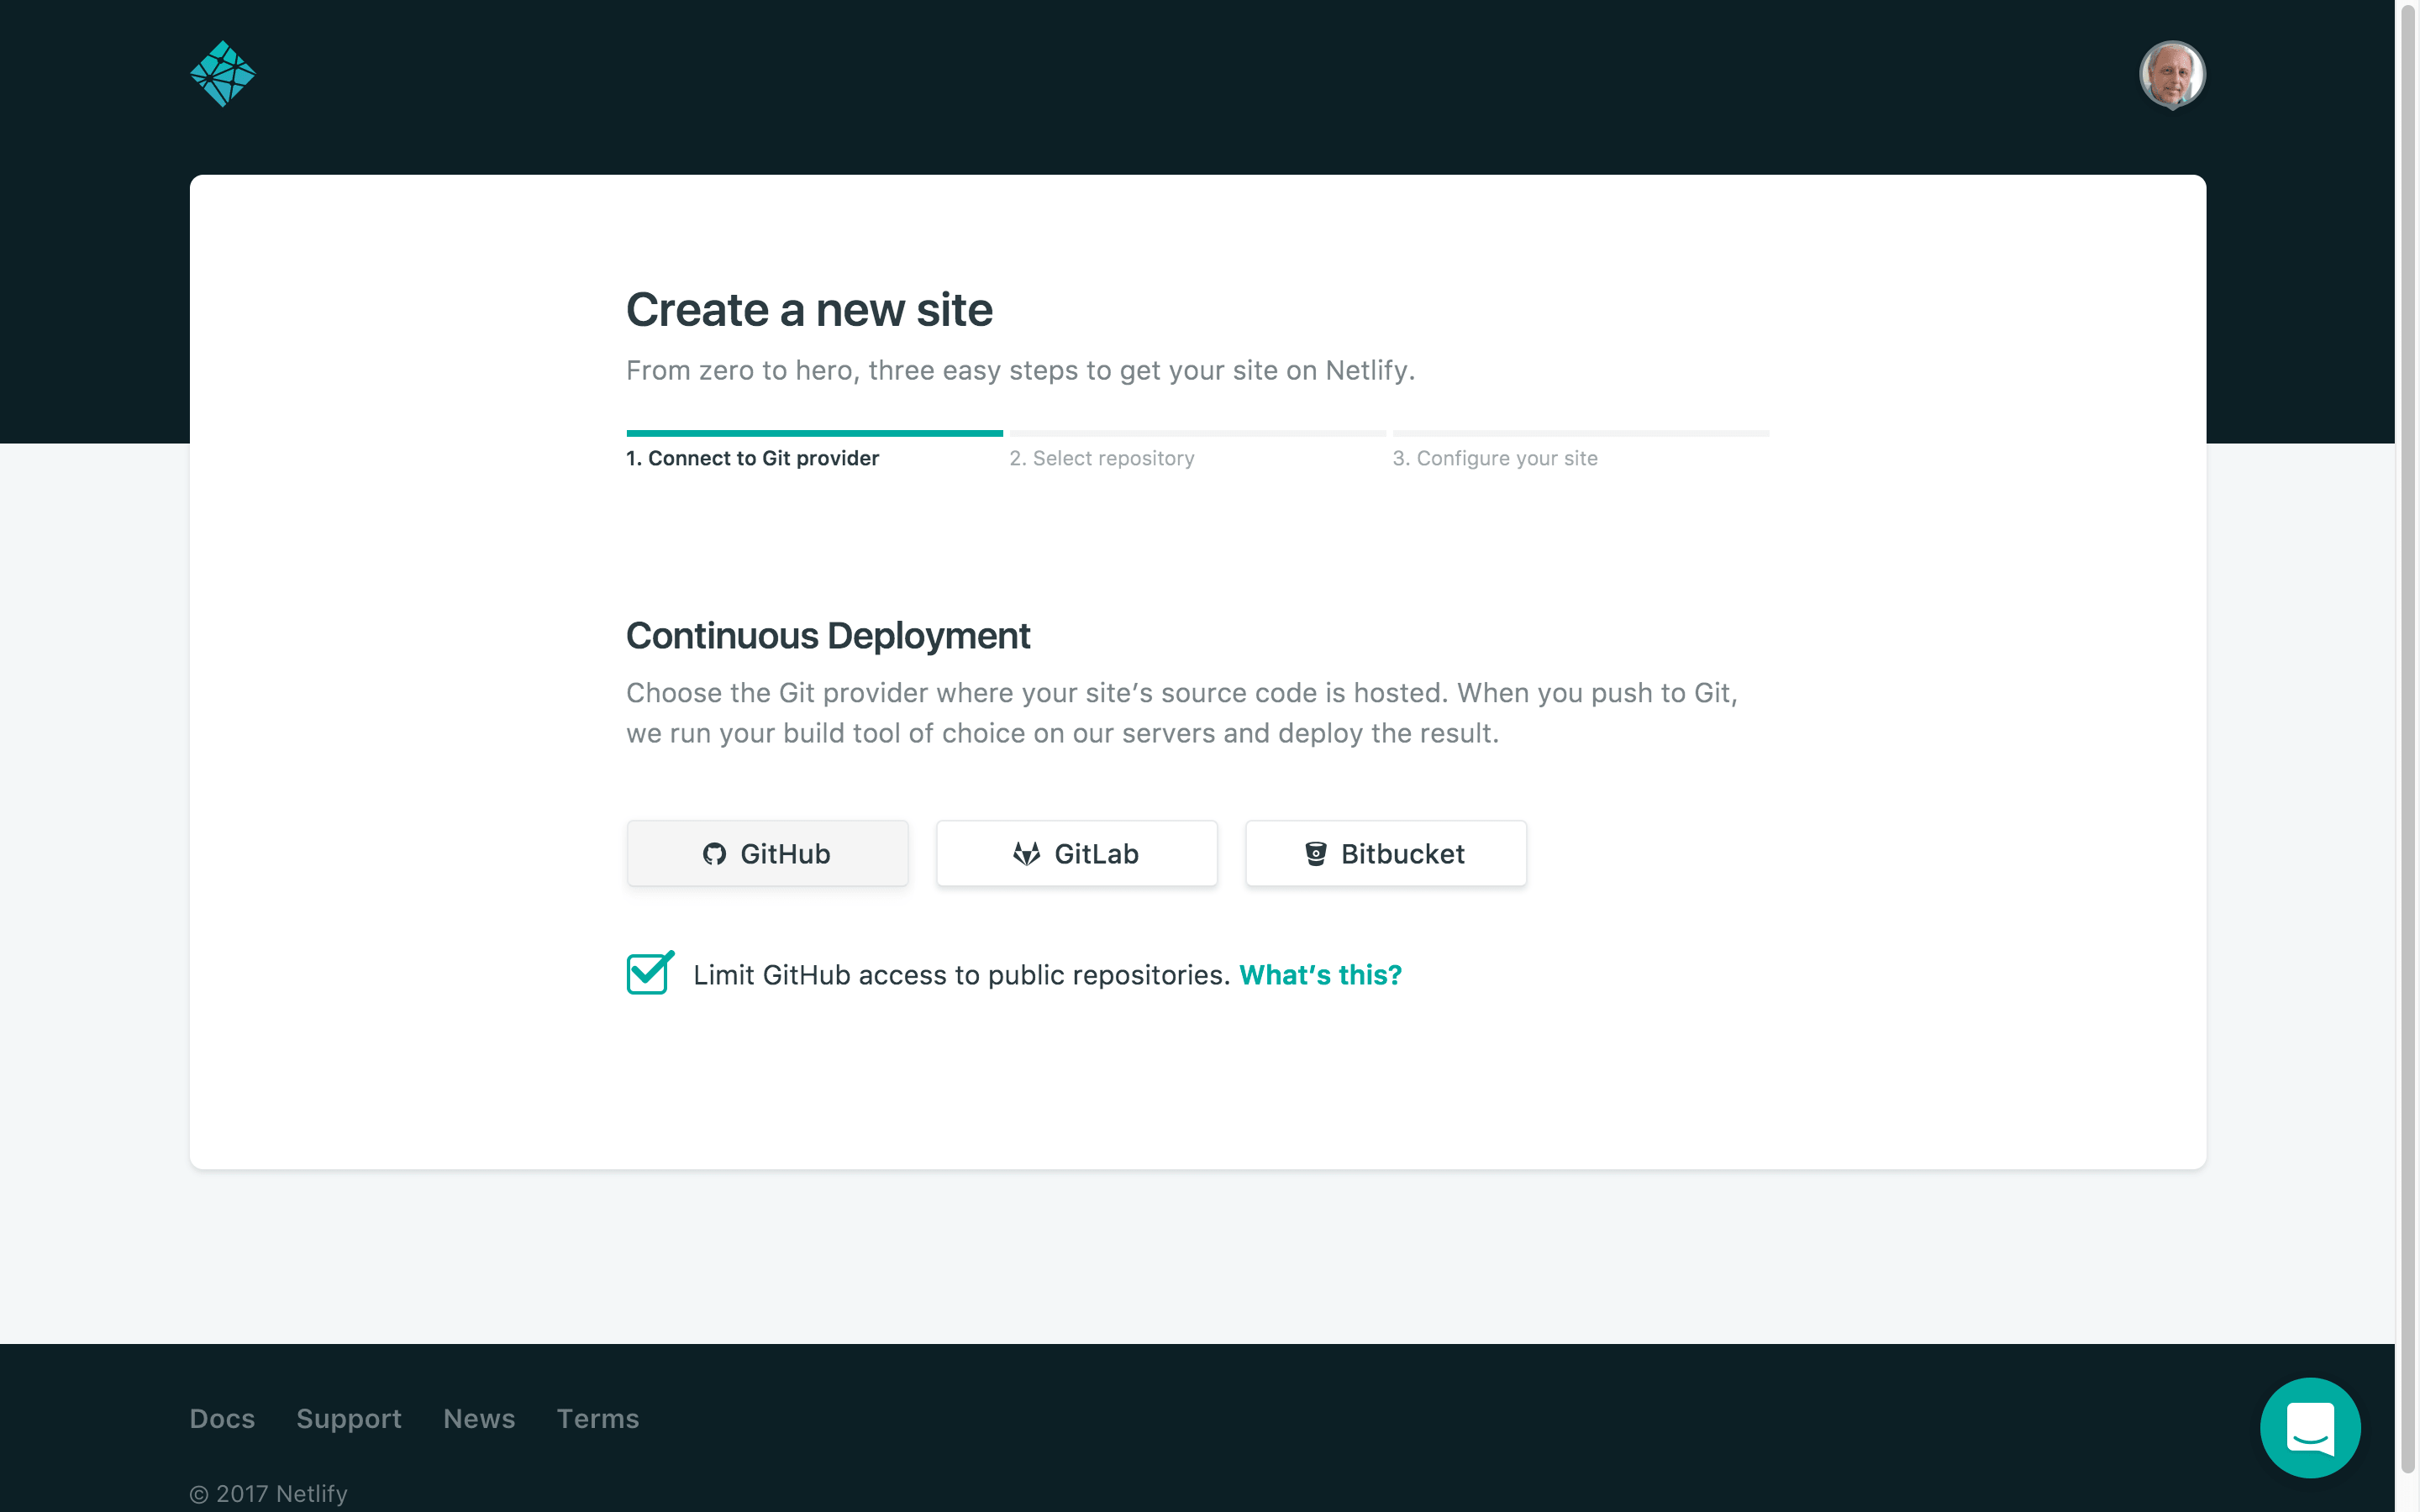 Create a new site
From zero to hero, three easy steps to get your site on Netlify.
1. Connect to Git provider
2. Select repository
3. Configure your site
Continuous Deployment
Choose the Git provider where your site’s source code is hosted. When you push to Git,
we run your build tool of choice on our servers and deploy the result.
GitHub
GitLab
Bitbucket
Limit GitHub access to public repositories. What’s this?
Docs
Support
News
Terms
© 2017 Netlify